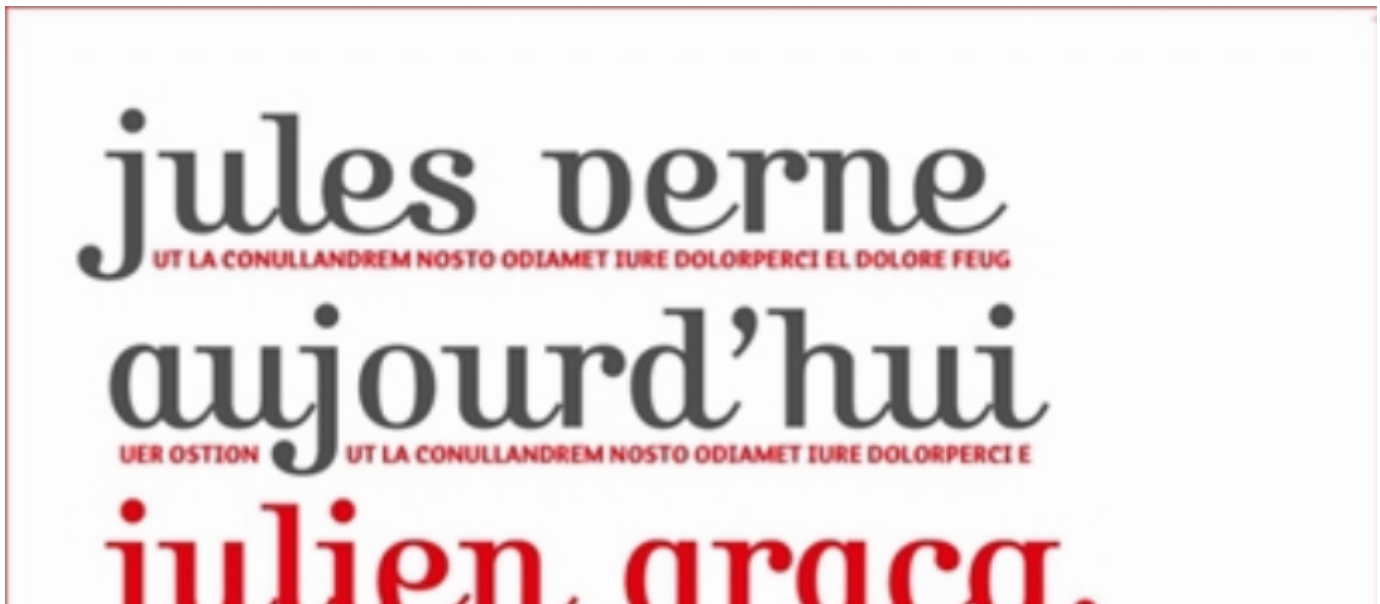 jules verne
UT LA CONULLANDREM NOSTO ODIAMET IURE DOLORPERCI EL DOLORE FEUG
aujourd’hui
UER OSTION UT LA CONULLANDREM NOSTO ODIAMET IURE DOLORPERCI E
julien gracq.